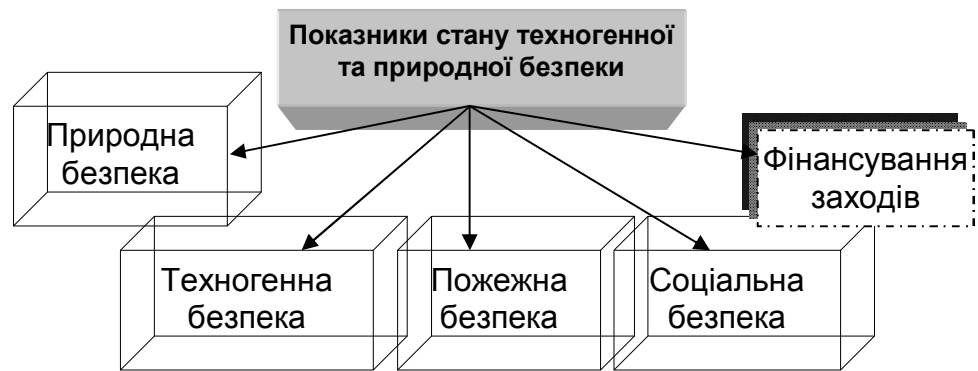 Показники стану техногенної
та природної безпеки
Природна
безпека
Фінансування
заходів
Техногенна
безпека
Пожежна
безпека
Соціальна
безпека